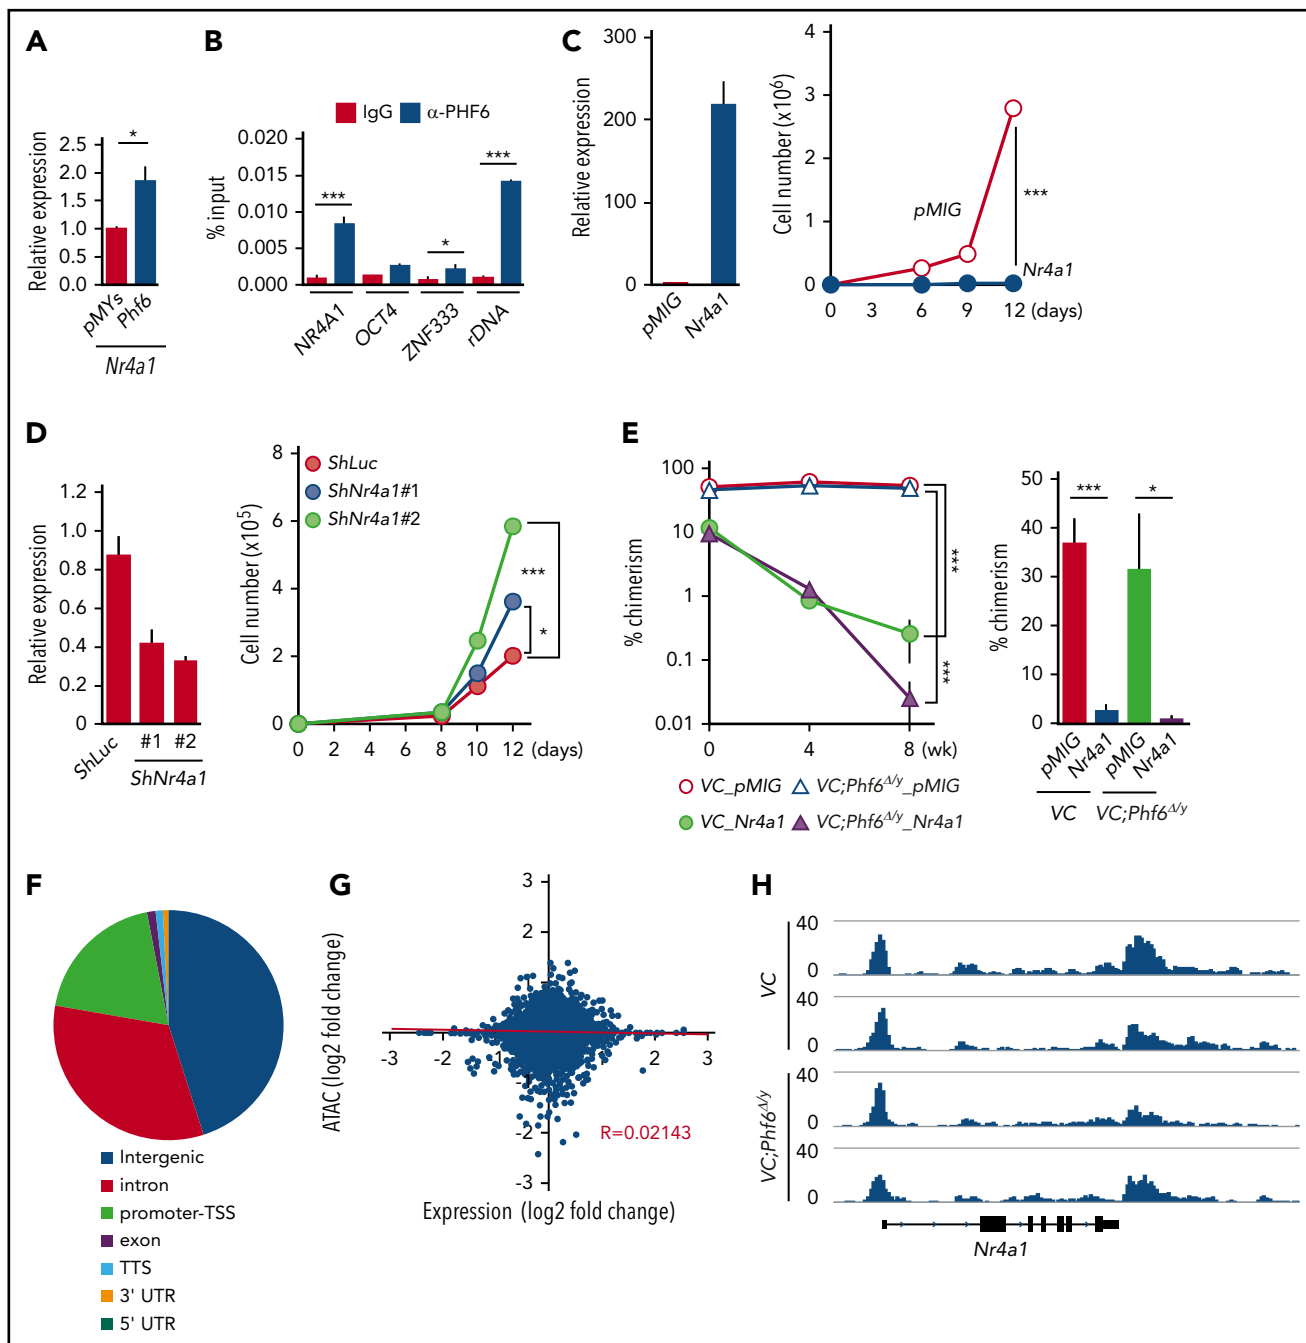 A
Relative expression
2.5
2.0
1.5
1.0
0.5
0.0
*
pMYs
Phf6
Nr4a1
B
IgG
α-PHF6
% input
0.020
0.015
0.010
0.005
0.000
***
*
***
NR4A1
OCT4
ZNF333
rDNA
C
Relative expression
300
200
100
0
pMIG
Nr4a1
Cell number (x10⁶)
4
3
2
1
0
pMIG
***
Nr4a1
0 3 6 9 12 (days)
D
Relative expression
1.2
1.0
0.8
0.6
0.4
0.2
0
ShLuc
#1 #2
ShNr4a1
Cell number (x10⁵)
8
6
4
2
0
ShLuc
ShNr4a1#1
ShNr4a1#2
***
*
0 2 4 6 8 10 12 (days)
E
% chimerism
100
10
1
0.1
0.01
***
***
0 4 8 (wk)
VC_pMIG
VC;Phf6^Δ/y_pMIG
VC_Nr4a1
VC;Phf6^Δ/y_Nr4a1
% chimerism
50
40
30
20
10
0
***
*
pMIG
Nr4a1
pMIG
Nr4a1
VC
VC;Phf6^Δ/y
F
Intergenic
intron
promoter-TSS
exon
TTS
3' UTR
5' UTR
G
ATAC (log2 fold change)
3
2
-3 -2 -1 1 2 3
-1
-2
-3
R=0.02143
Expression (log2 fold change)
H
VC
40
0
40
0
VC;Phf6^Δ/y
40
0
40
0
Nr4a1